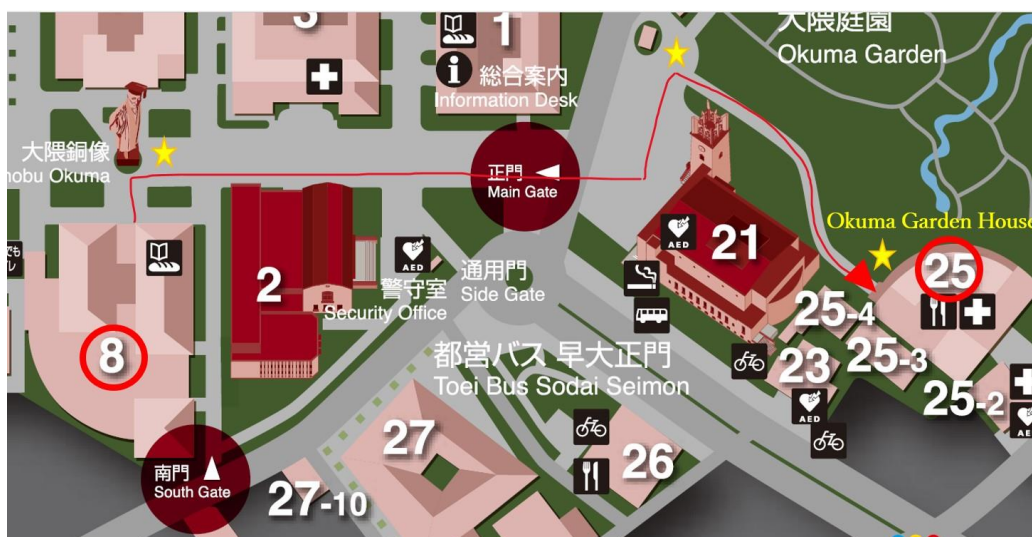 3
1
総合案内
Information Desk
大隈庭園
Okuma Garden
大隈銅像
nobu Okuma
正門
Main Gate
Okuma Garden House
21
AED
25
2
AED
警守室
Security Office
通用門
Side Gate
25-4
8
都営バス 早大正門
Toei Bus Sodai Seimon
23
25-3
AED
25-2
AED
27
26
南門
South Gate
27-10